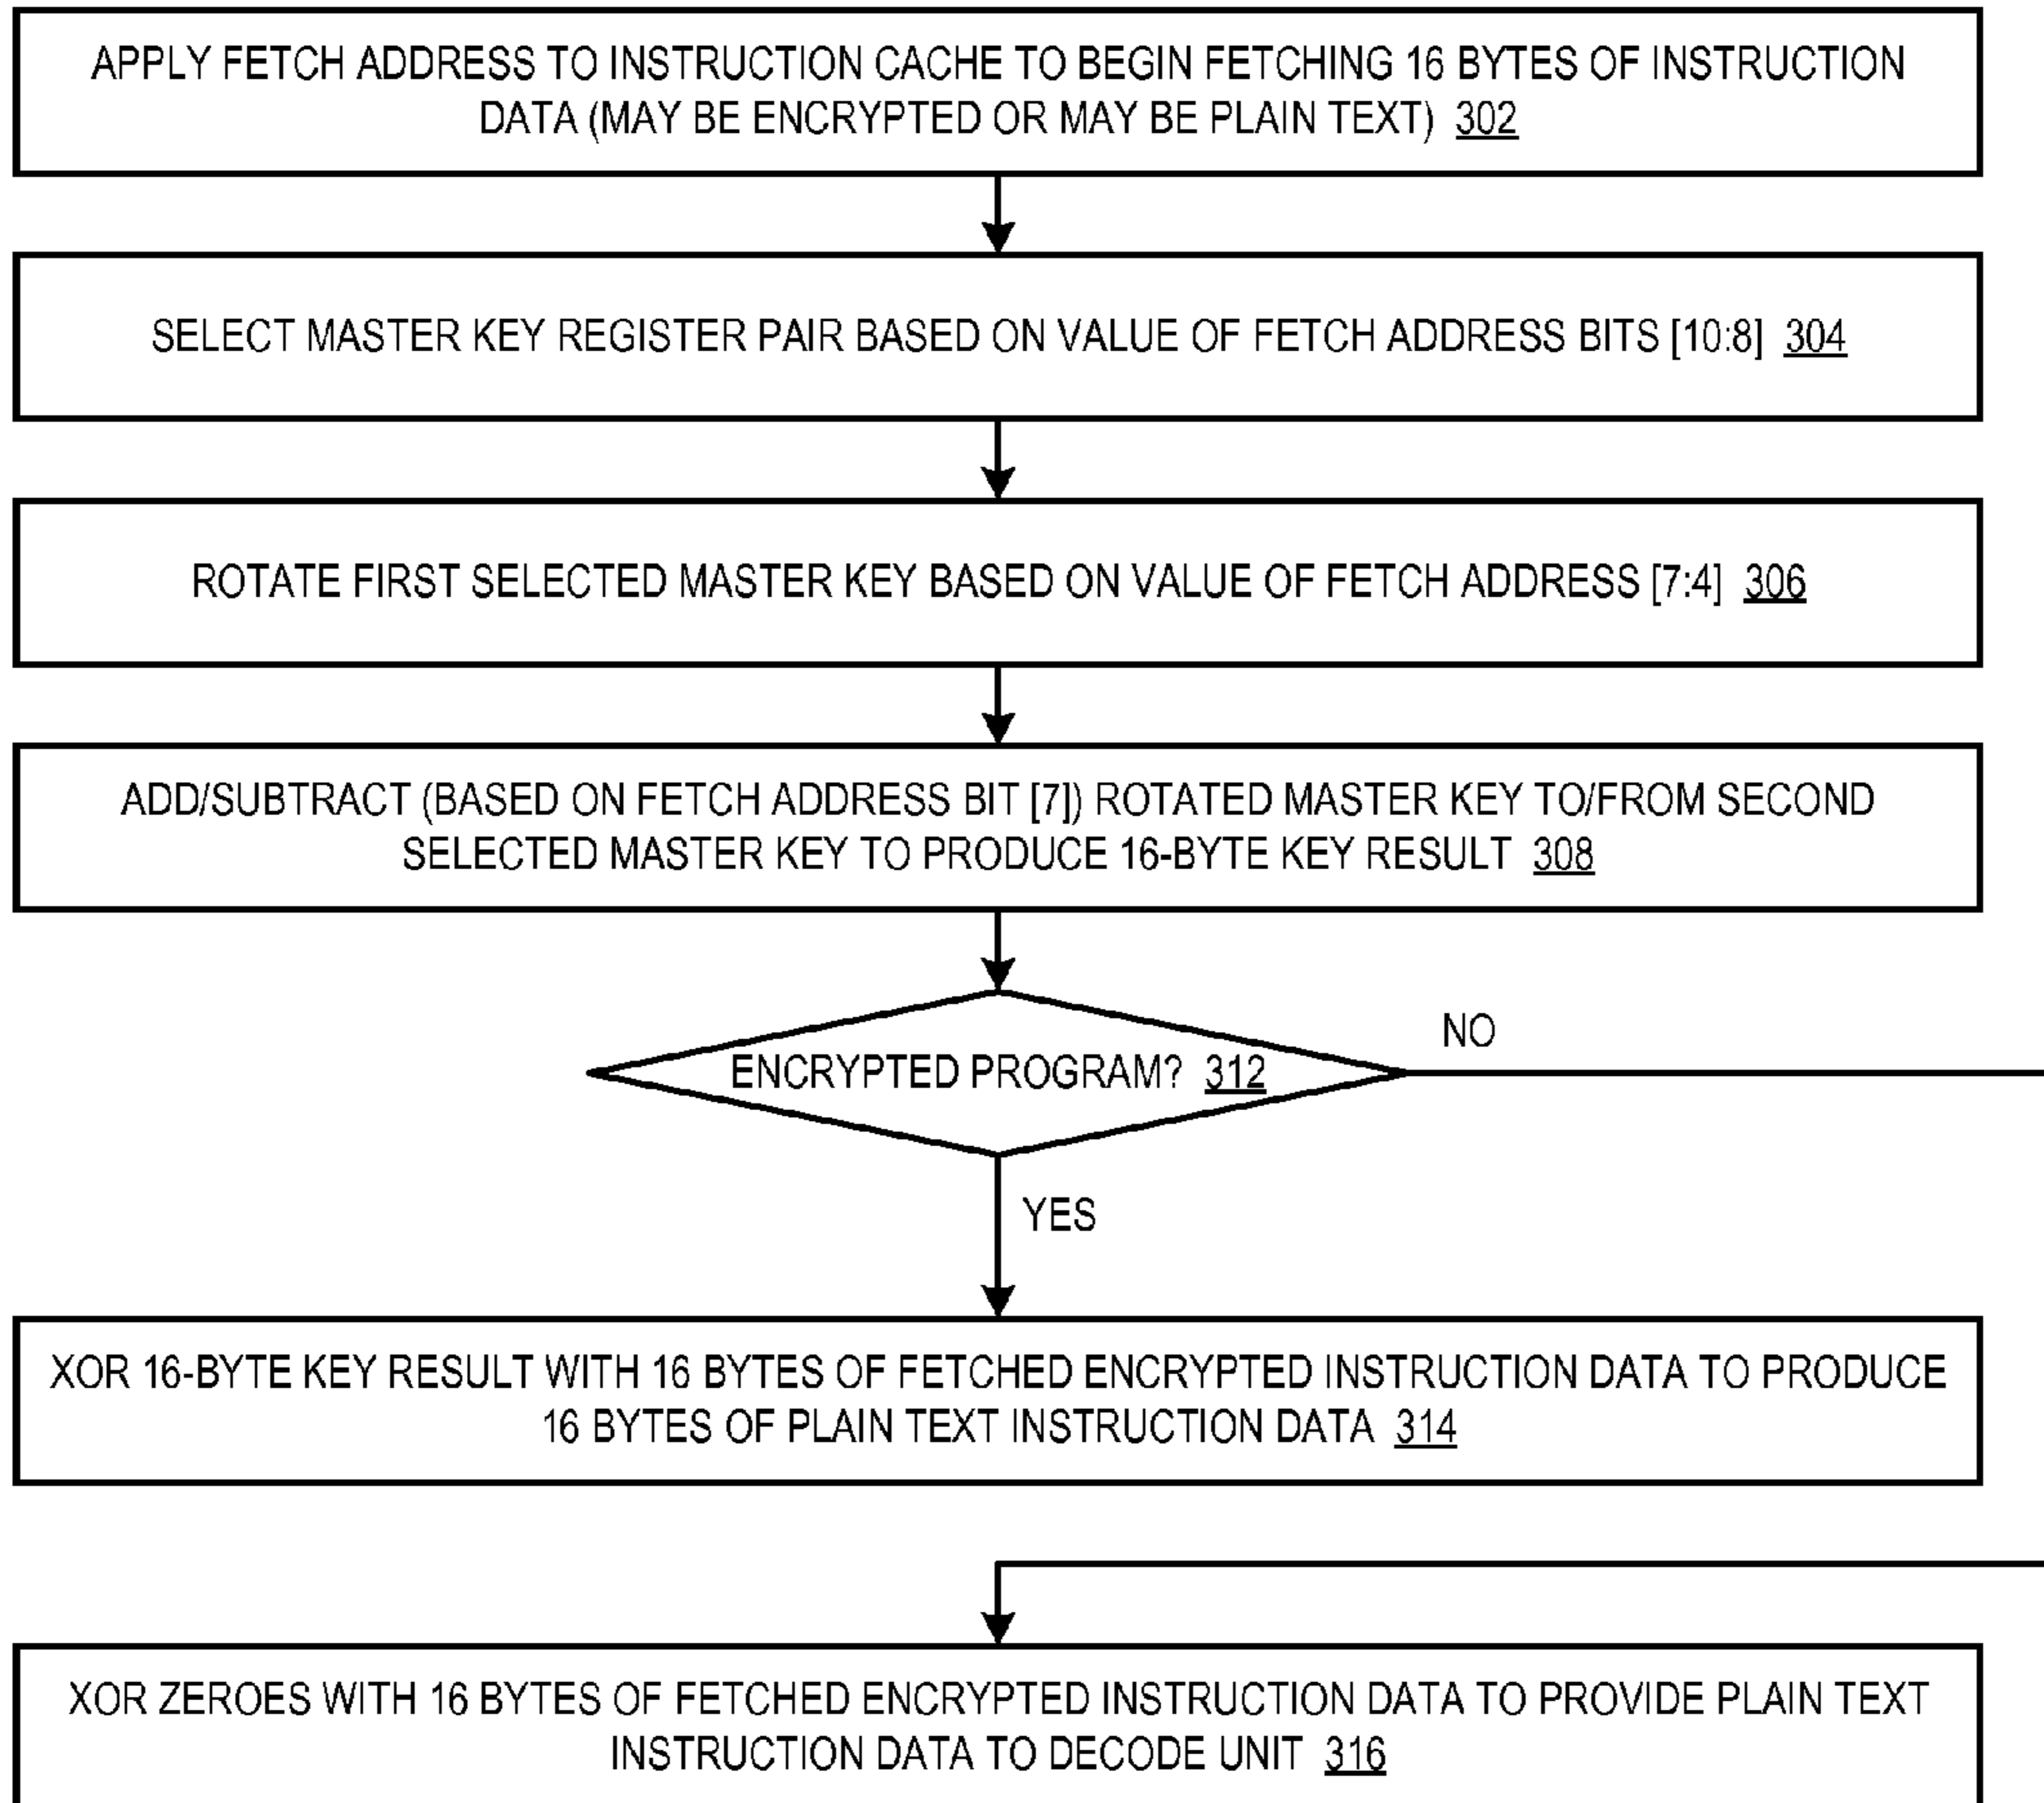 APPLY FETCH ADDRESS TO INSTRUCTION CACHE TO BEGIN FETCHING 16 BYTES OF INSTRUCTION
DATA (MAY BE ENCRYPTED OR MAY BE PLAIN TEXT) 302
SELECT MASTER KEY REGISTER PAIR BASED ON VALUE OF FETCH ADDRESS BITS [10:8] 304
ROTATE FIRST SELECTED MASTER KEY BASED ON VALUE OF FETCH ADDRESS [7:4] 306
ADD/SUBTRACT (BASED ON FETCH ADDRESS BIT [7]) ROTATED MASTER KEY TO/FROM SECOND
SELECTED MASTER KEY TO PRODUCE 16-BYTE KEY RESULT 308
NO
ENCRYPTED PROGRAM? 312
YES
XOR 16-BYTE KEY RESULT WITH 16 BYTES OF FETCHED ENCRYPTED INSTRUCTION DATA TO PRODUCE
16 BYTES OF PLAIN TEXT INSTRUCTION DATA 314
XOR ZEROES WITH 16 BYTES OF FETCHED ENCRYPTED INSTRUCTION DATA TO PROVIDE PLAIN TEXT
INSTRUCTION DATA TO DECODE UNIT 316